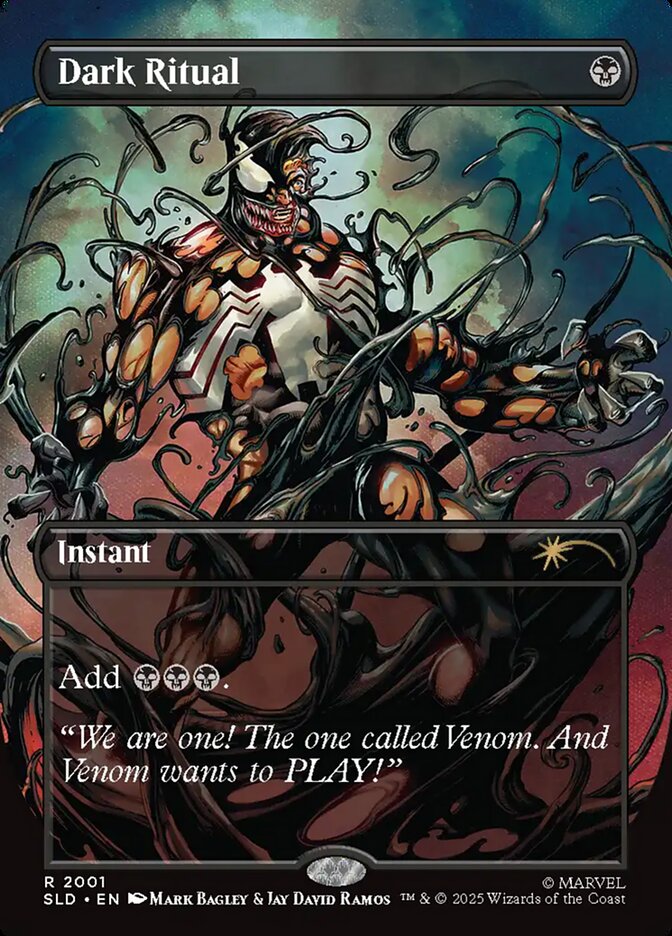 Dark Ritual
Instant
Add.
“We are one! The one called Venom. And
Venom wants to PLAY!”
R 2001
© MARVEL
SLD • EN MARK BAGLEY & JAY DAVID RAMOS ™ & © 2025 Wizards of the Coast